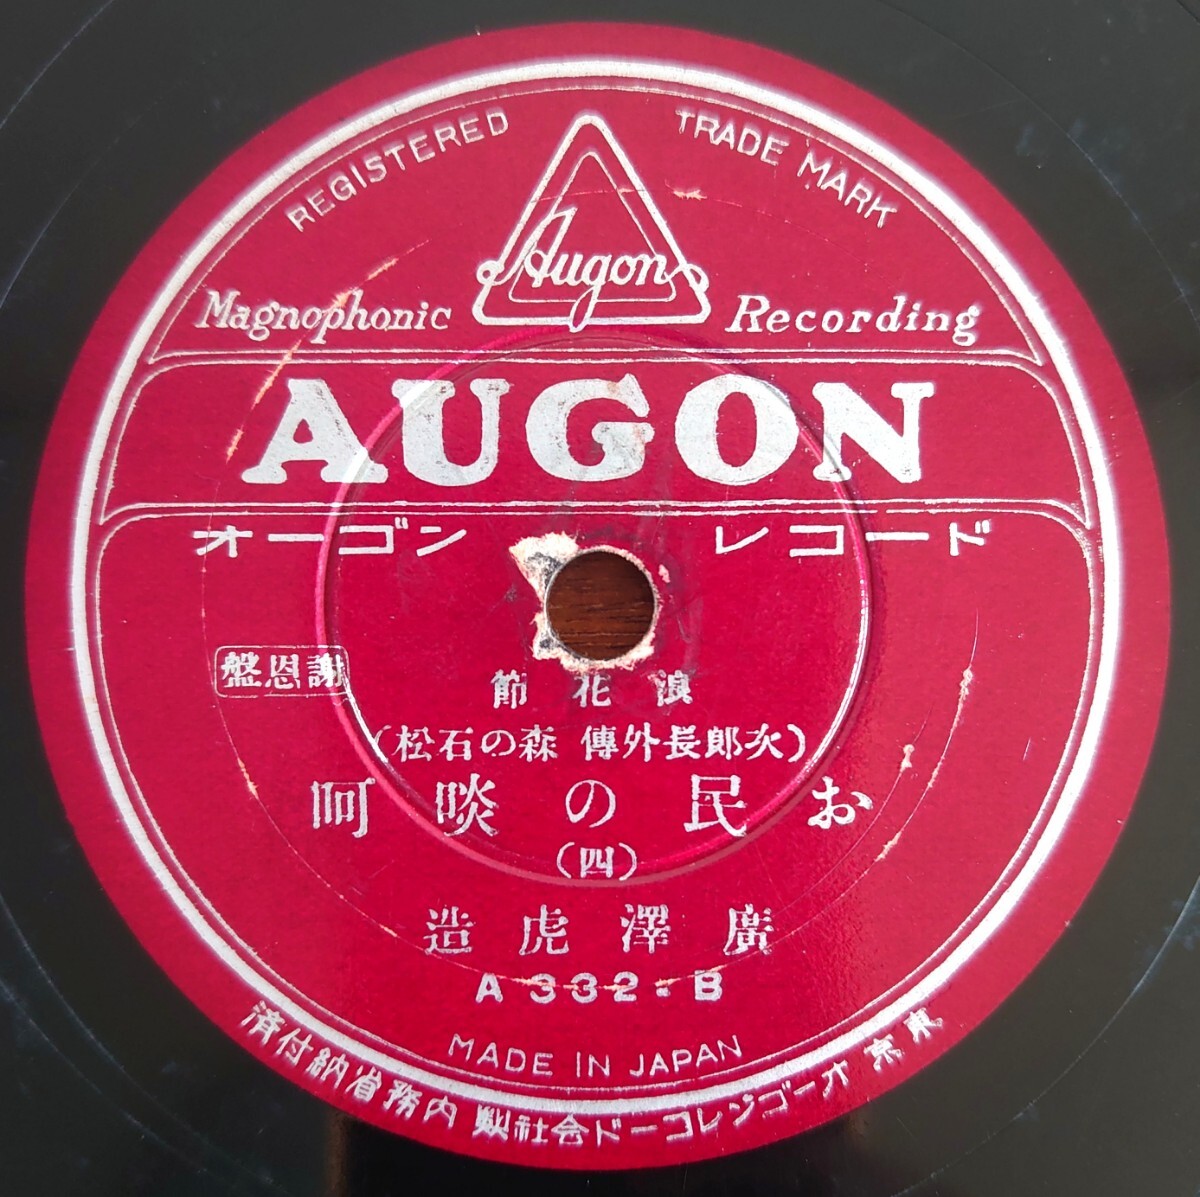 REGISTERED TRADE MARK
Augon
Magnophonic Recording
AUGON
オーゴン レコード
謝恩盤
浪花節
(次郎長外傳 森の石松)
お民の啖呵
(四)
廣澤虎造
A 332-B
MADE IN JAPAN
東京 オーゴンレコード会社製 内務省納付済